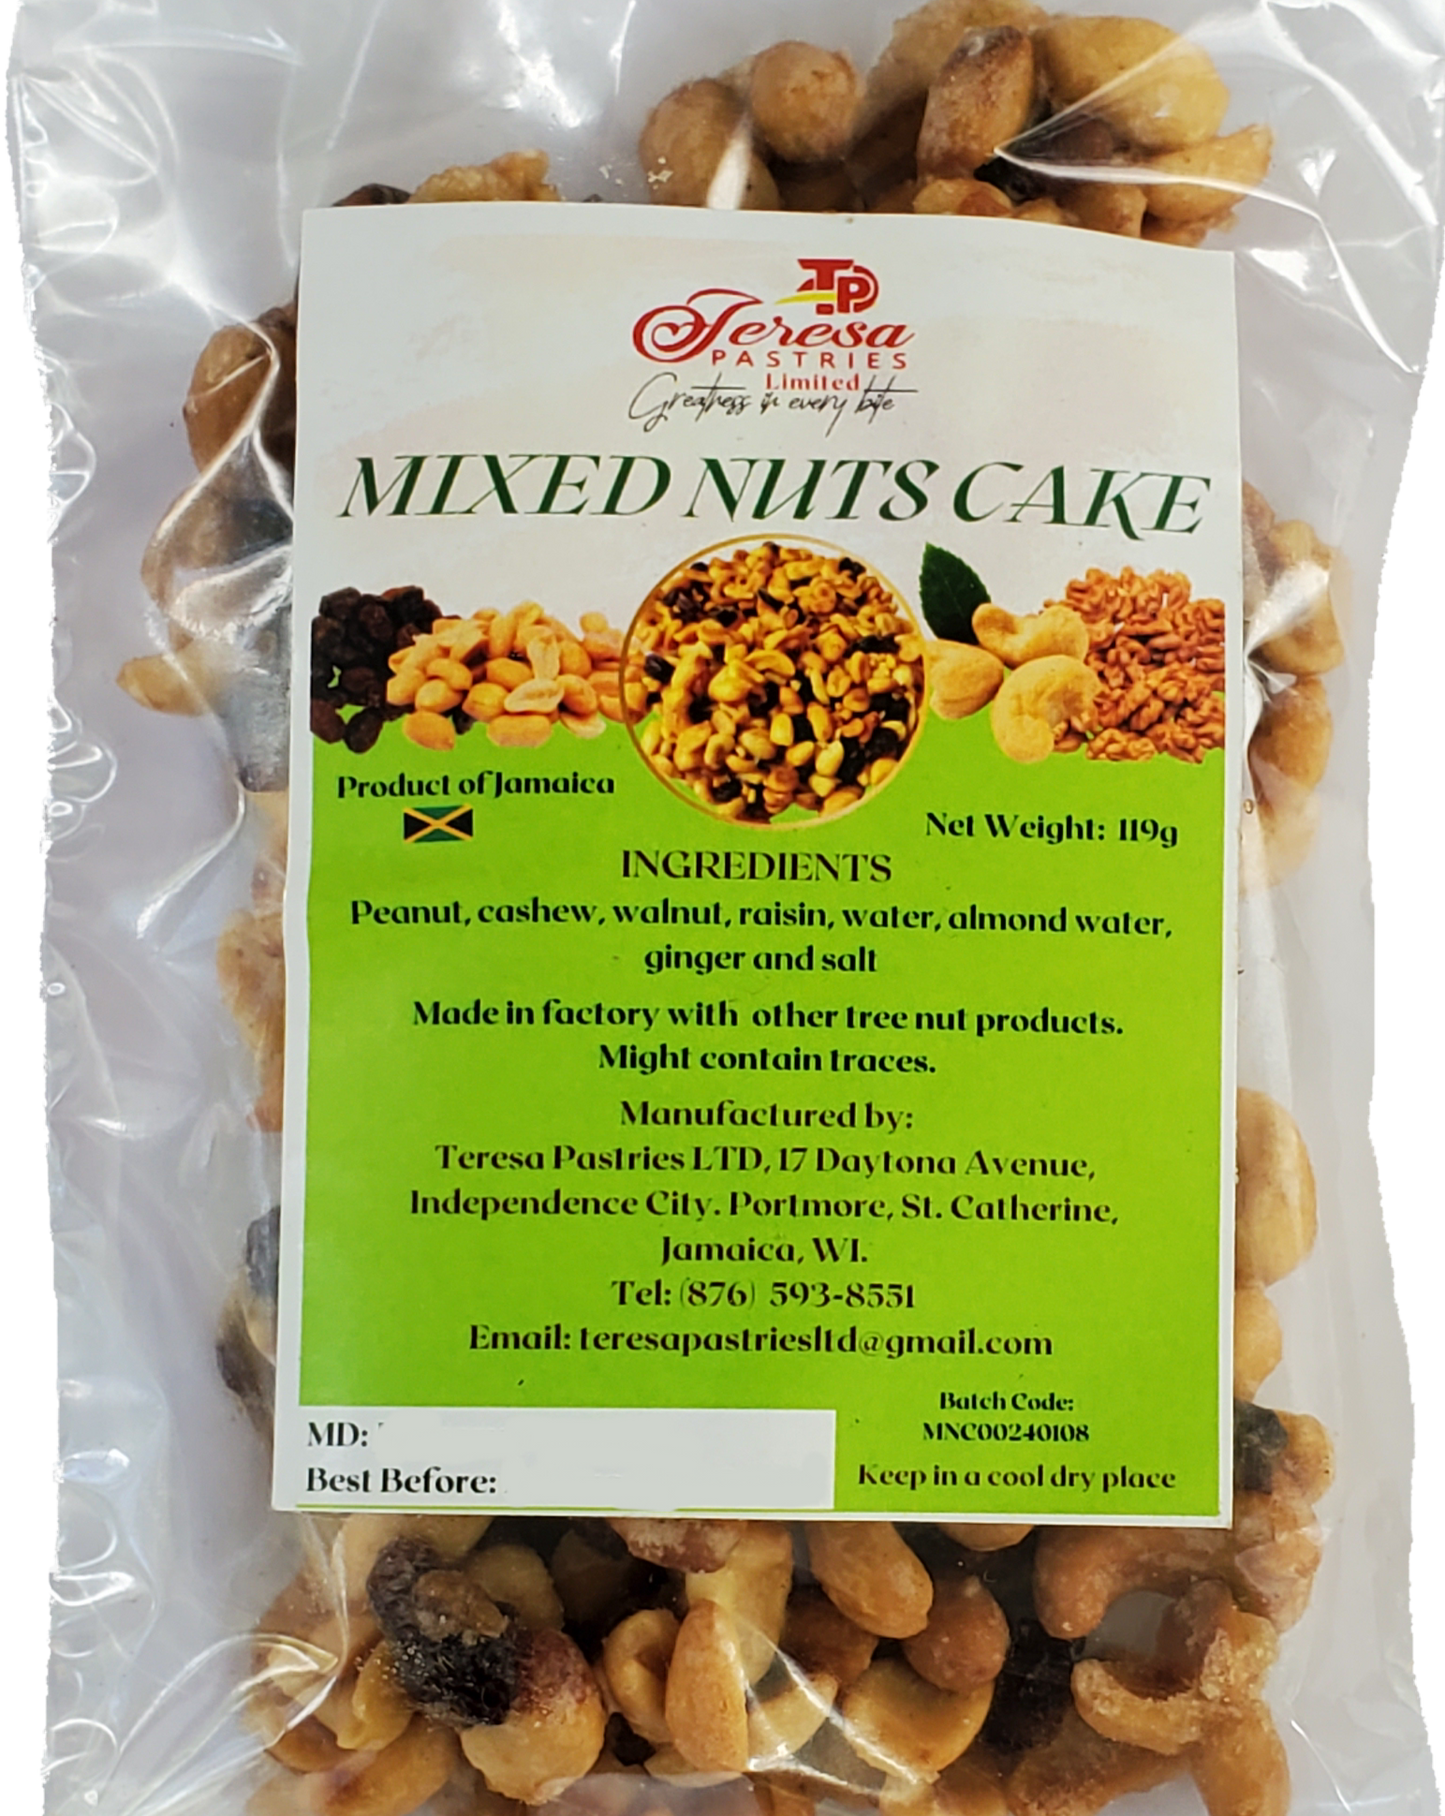 TP
Teresa
PASTRIES
Limited
Greatness in every bite
MIXED NUTS CAKE
Product of Jamaica
Net Weight: 119g
INGREDIENTS
Peanut, cashew, walnut, raisin, water, almond water,
ginger and salt
Made in factory with other tree nut products.
Might contain traces.
Manufactured by:
Teresa Pastries LTD, 17 Daytona Avenue,
Independence City. Portmore, St. Catherine,
Jamaica, WI.
Tel: (876) 593-8551
Email: teresapastriesltd@gmail.com
Batch Code:
MNC00240108
MD:
Best Before:
Keep in a cool dry place